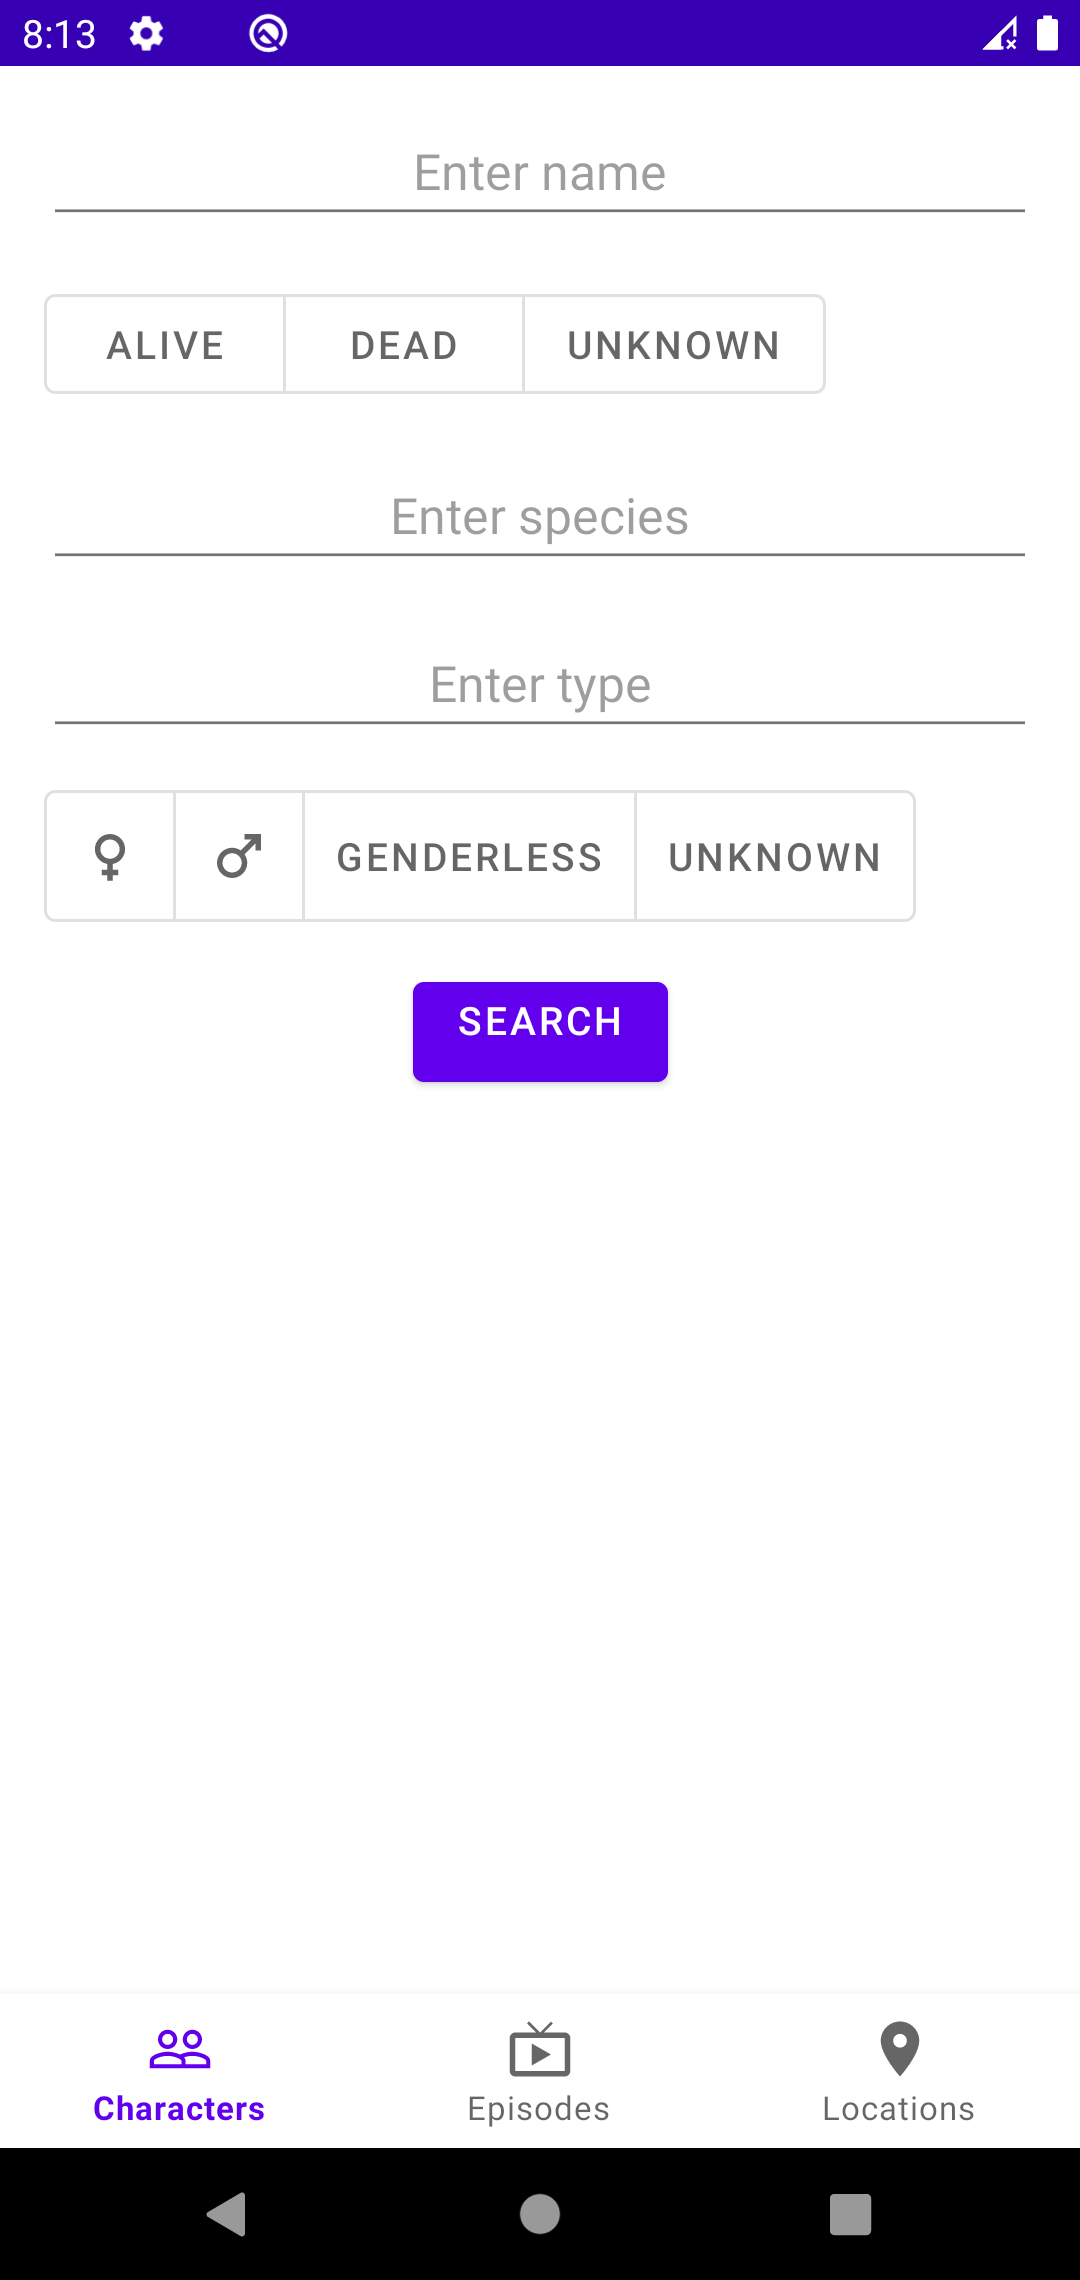 8:13
Enter name
ALIVE DEAD UNKNOWN
Enter species
Enter type
♀ ♂ GENDERLESS UNKNOWN
SEARCH
Characters Episodes Locations